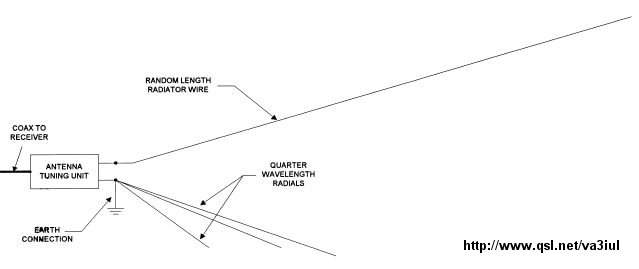 RANDOM LENGTH
RADIATOR WIRE
COAX TO
RECEIVER
ANTENNA
TUNING UNIT
QUARTER
WAVELENGTH
RADIALS
EARTH
CONNECTION
http://www.qsl.net/va3iul